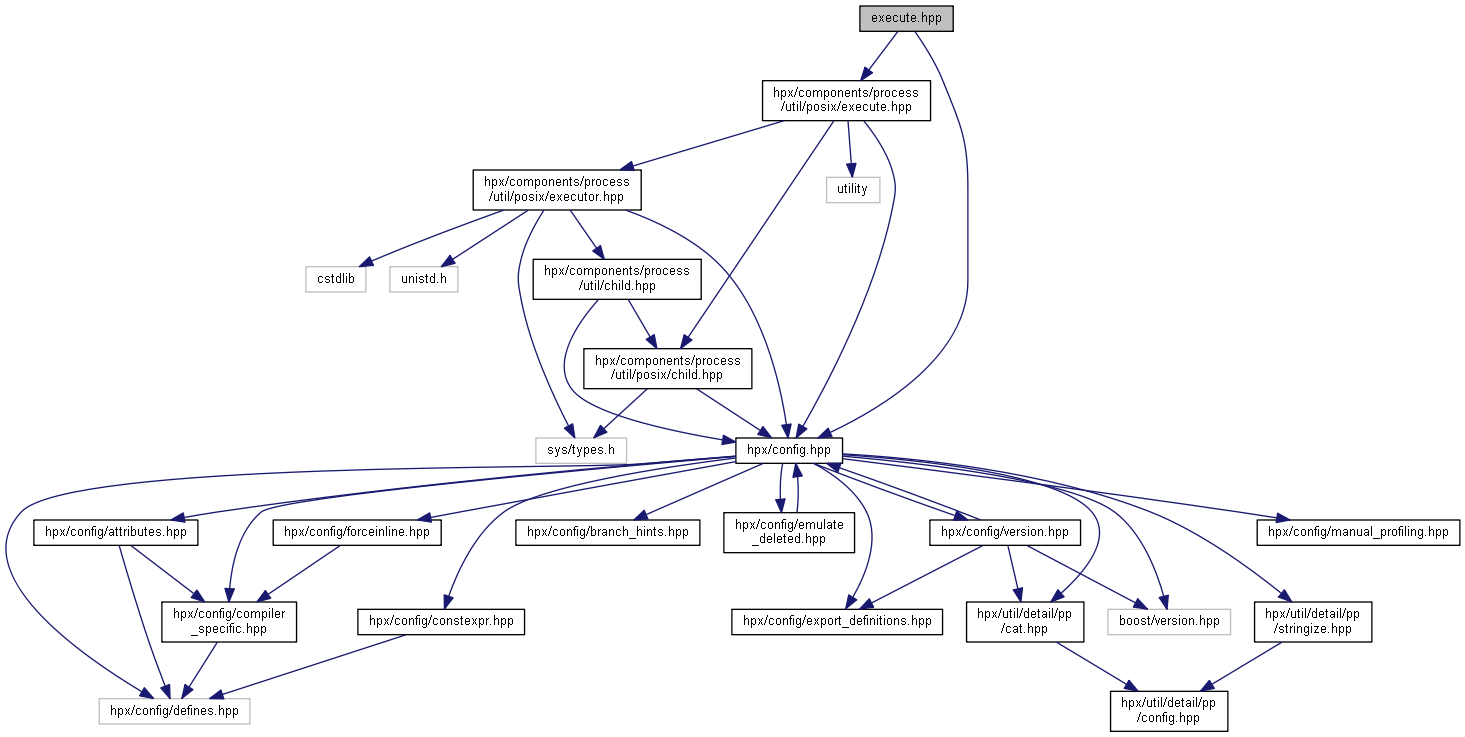 execute.hpp
hpx/components/process
/util/posix/execute.hpp
hpx/components/process
/util/posix/executor.hpp
utility
cstdlib
unistd.h
hpx/components/process
/util/child.hpp
hpx/components/process
/util/posix/child.hpp
sys/types.h
hpx/config.hpp
hpx/config/attributes.hpp
hpx/config/forceinline.hpp
hpx/config/branch_hints.hpp
hpx/config/emulate
_deleted.hpp
hpx/config/version.hpp
hpx/config/manual_profiling.hpp
hpx/config/compiler
_specific.hpp
hpx/config/constexpr.hpp
hpx/config/export_definitions.hpp
hpx/util/detail/pp
/cat.hpp
boost/version.hpp
hpx/util/detail/pp
/stringize.hpp
hpx/config/defines.hpp
hpx/util/detail/pp
/config.hpp